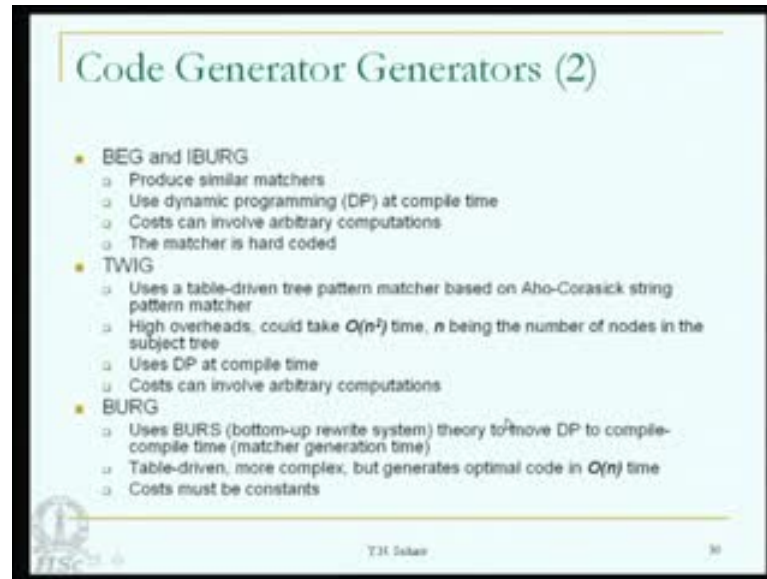 Code Generator Generators (2)
BEG and IBURG
Produce similar matchers
Use dynamic programming (DP) at compile time
Costs can involve arbitrary computations
The matcher is hard coded
TWIG
Uses a table-driven tree pattern matcher based on Aho-Corasick string
pattern matcher
High overheads, could take O(n²) time, n being the number of nodes in the
subject tree
Uses DP at compile time
Costs can involve arbitrary computations
BURG
Uses BURS (bottom-up rewrite system) theory to move DP to compile-
compile time (matcher generation time)
Table-driven, more complex, but generates optimal code in O(n) time
Costs must be constants
Y.N.
IISc